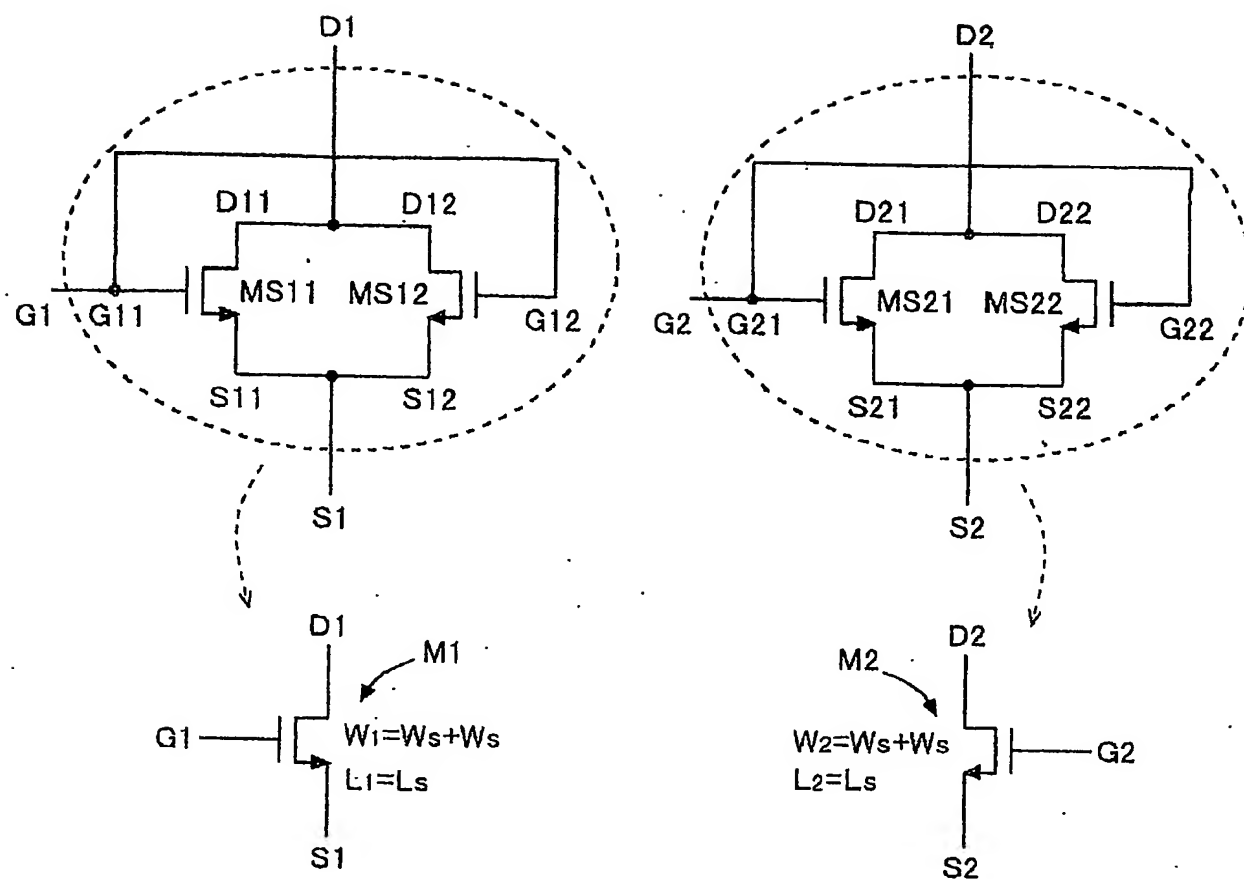 D1
D2
D11
D12
D21
D22
MS11
MS12
MS21
MS22
G1
G11
G12
G2
G21
G22
S11
S12
S21
S22
S1
S2
D1
M1
G1
W1=Ws+Ws
L1=Ls
S1
D2
M2
W2=Ws+Ws
L2=Ls
G2
S2